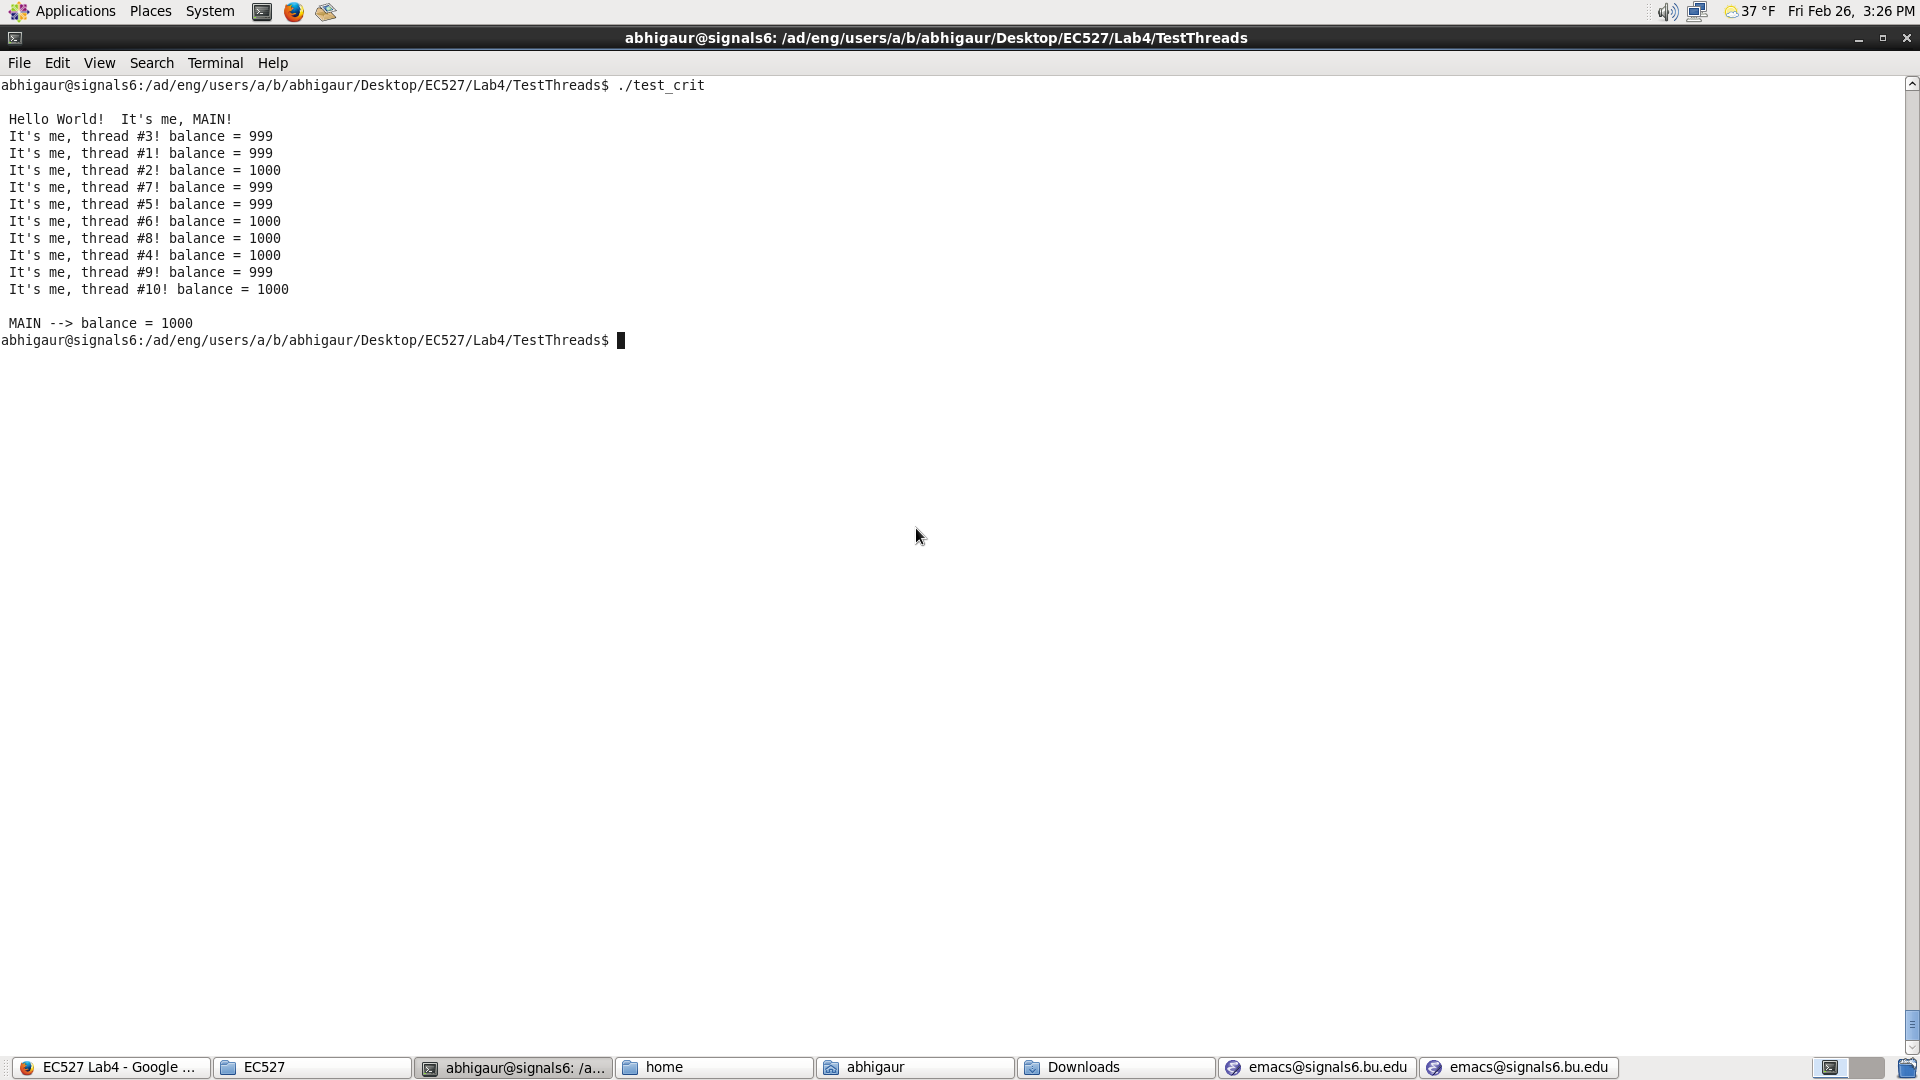 Applications Places System 37 °F Fri Feb 26, 3:26 PM
abhigaur@signals6: /ad/eng/users/a/b/abhigaur/Desktop/EC527/Lab4/TestThreads
File Edit View Search Terminal Help
abhigaur@signals6:/ad/eng/users/a/b/abhigaur/Desktop/EC527/Lab4/TestThreads$ ./test_crit
Hello World!  It's me, MAIN!
It's me, thread #3! balance = 999
It's me, thread #1! balance = 999
It's me, thread #2! balance = 1000
It's me, thread #7! balance = 999
It's me, thread #5! balance = 999
It's me, thread #6! balance = 1000
It's me, thread #8! balance = 1000
It's me, thread #4! balance = 1000
It's me, thread #9! balance = 999
It's me, thread #10! balance = 1000
MAIN --> balance = 1000
abhigaur@signals6:/ad/eng/users/a/b/abhigaur/Desktop/EC527/Lab4/TestThreads$
EC527 Lab4 - Google ... EC527 abhigaur@signals6: /a... home abhigaur Downloads emacs@signals6.bu.edu emacs@signals6.bu.edu